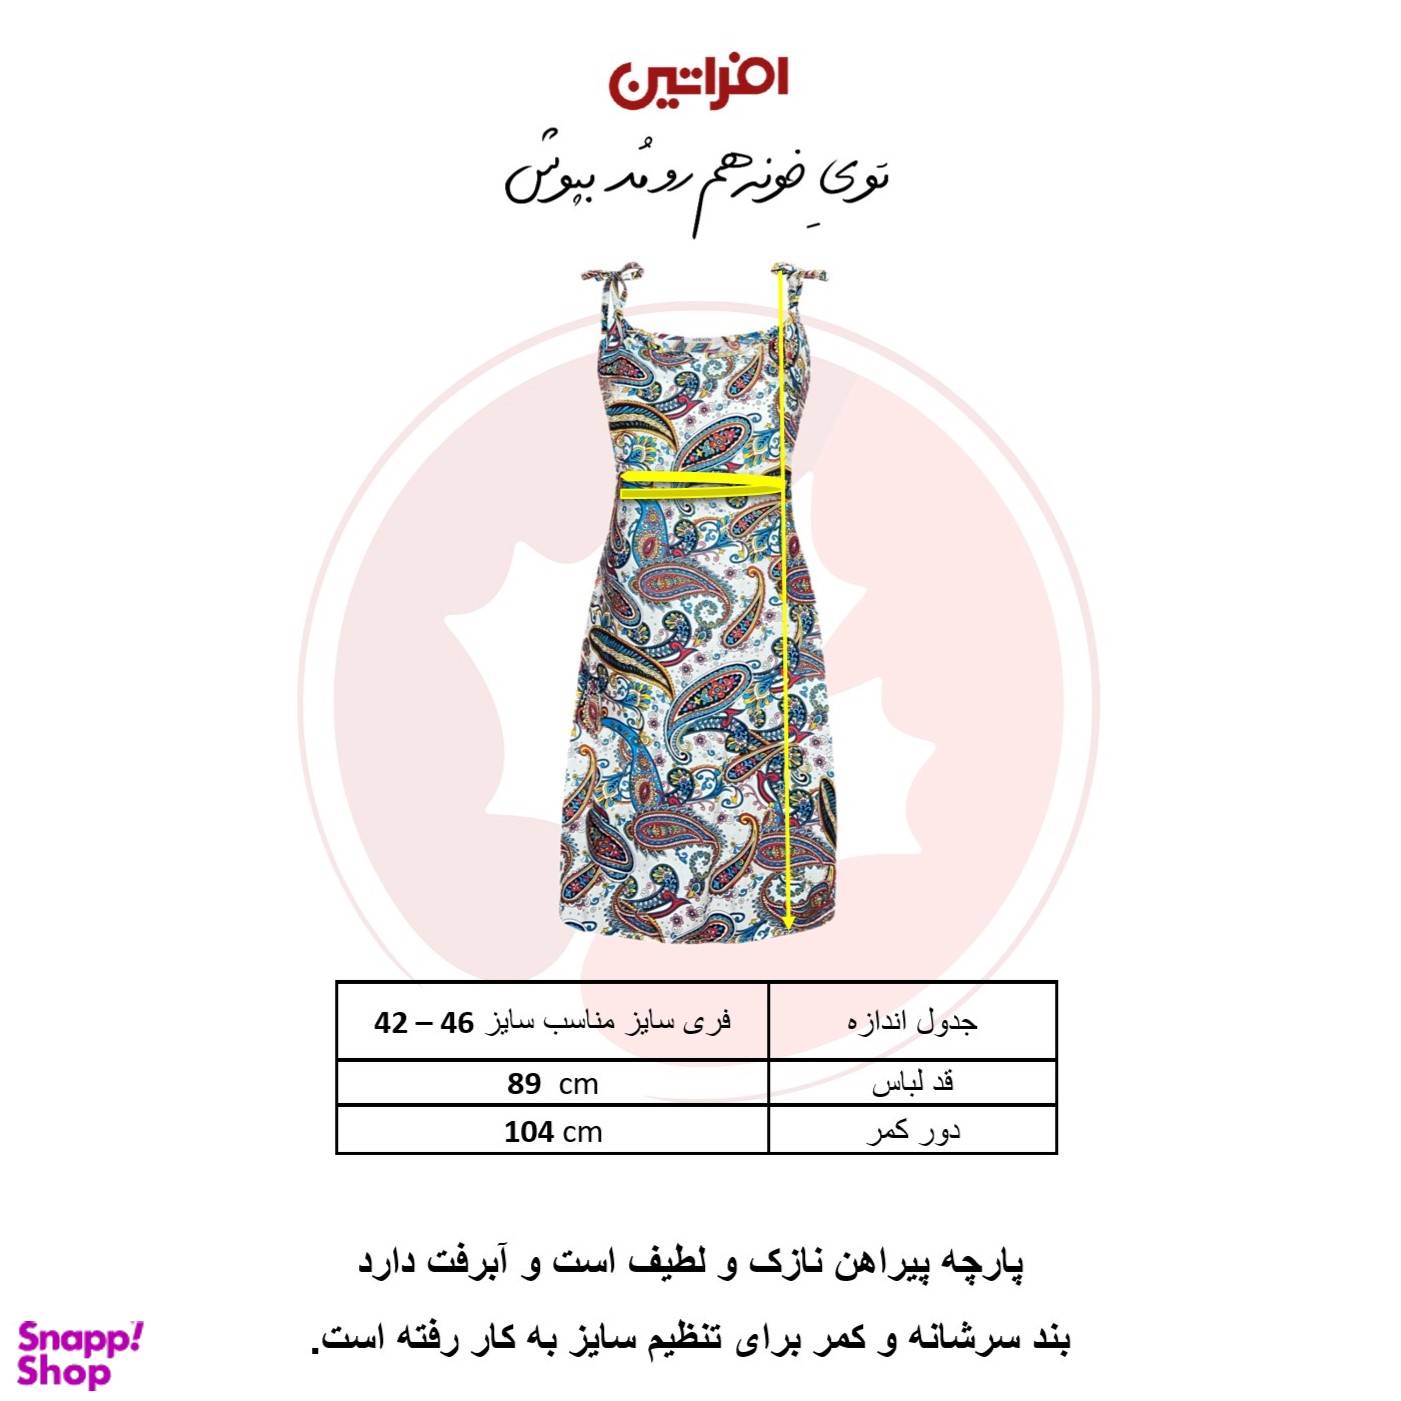 افراتین
تویِ خونه هم رو مُد بپوش
جدول اندازه فری سایز مناسب سایز 46 – 42
قد لباس 89 cm
دور کمر 104 cm
پارچه پیراهن نازک و لطیف است و آبرفت دارد
بند سرشانه و کمر برای تنظیم سایز به کار رفته است.
Snapp!
Shop